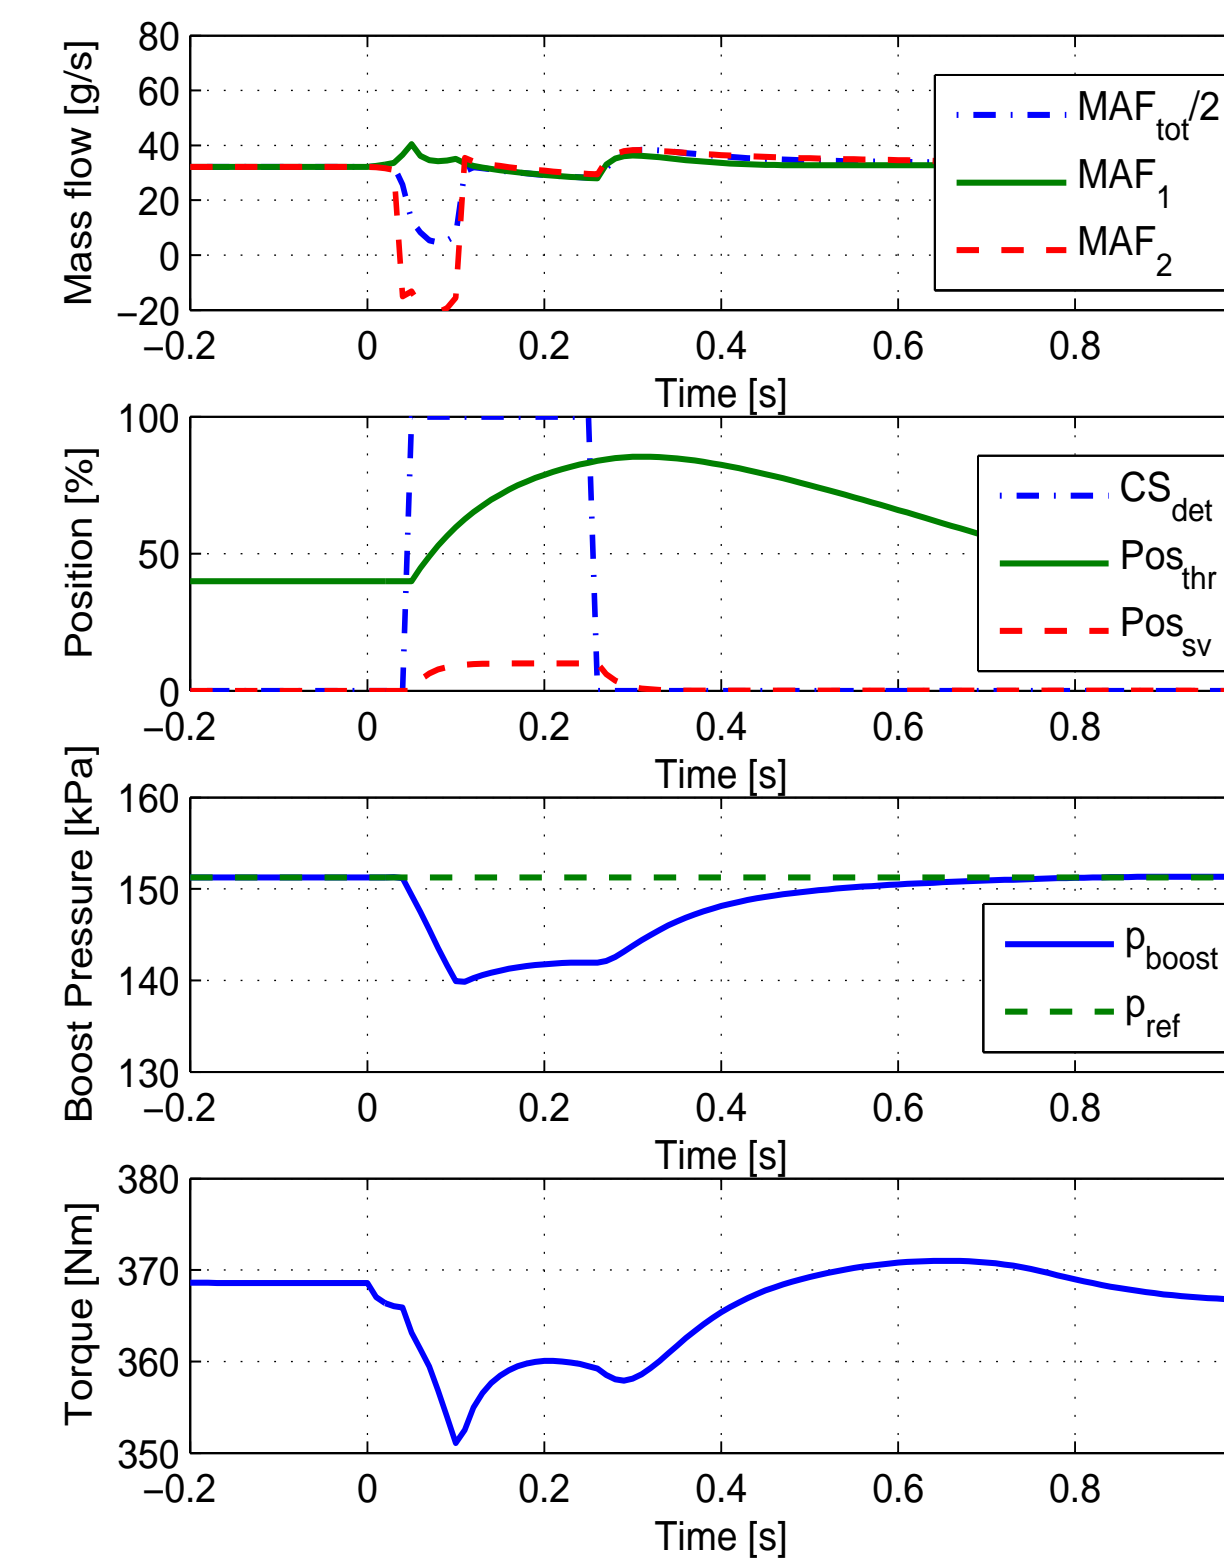 Mass flow [g/s]
80
60
40
20
0
−20
−0.2 0 0.2 0.4 0.6 0.8
Time [s]
MAFtot/2
MAF1
MAF2
Position [%]
100
50
0
−0.2 0 0.2 0.4 0.6 0.8
Time [s]
CSdet
Posthr
Possv
Boost Pressure [kPa]
160
150
140
130
−0.2 0 0.2 0.4 0.6 0.8
Time [s]
pboost
pref
Torque [Nm]
380
370
360
350
−0.2 0 0.2 0.4 0.6 0.8
Time [s]